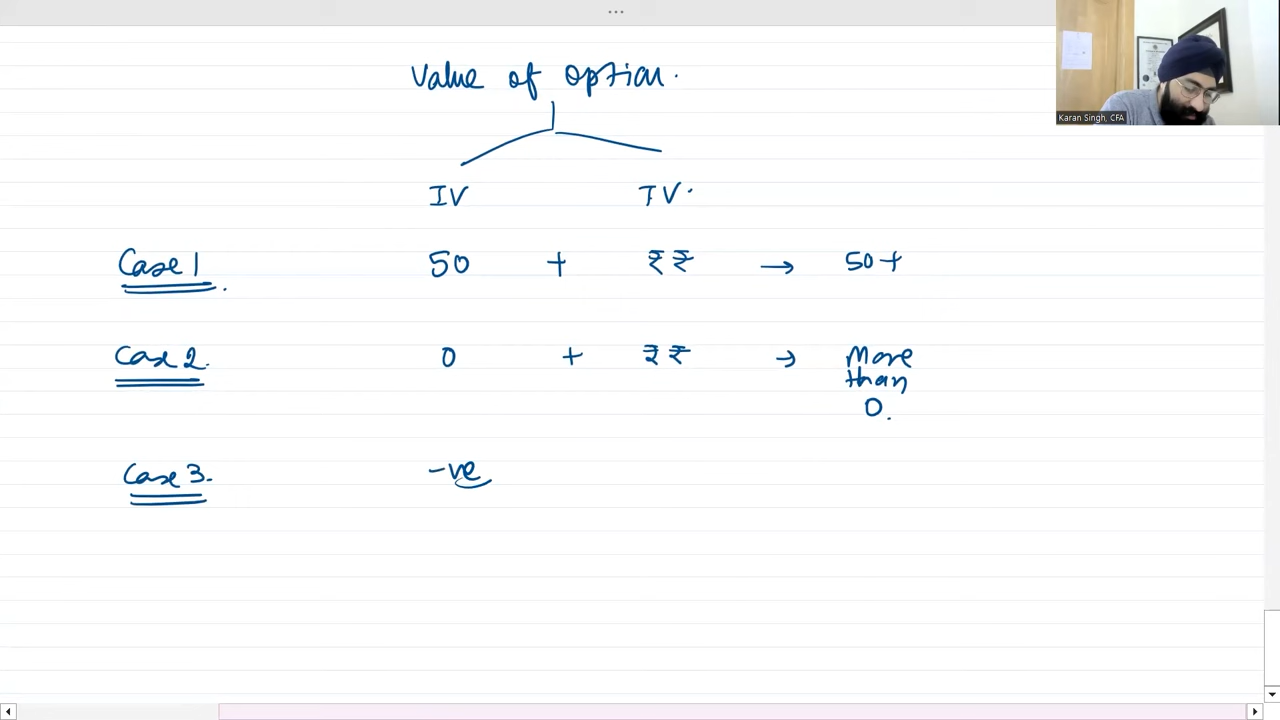 Value of option.
IV TV.
Case 1. 50 + ₹₹ → 50+
Case 2. 0 + ₹₹ → More
than
0.
Case 3. -ve
Karan Singh, CFA